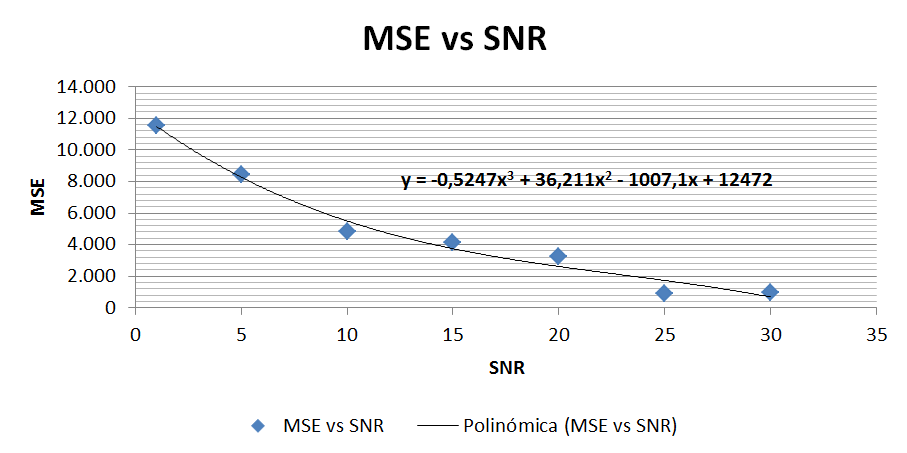 MSE vs SNR
14.000
12.000
10.000
8.000
6.000
4.000
2.000
0
MSE
y = -0,5247x³ + 36,211x² - 1007,1x + 12472
0 5 10 15 20 25 30 35
SNR
MSE vs SNR Polinómica (MSE vs SNR)